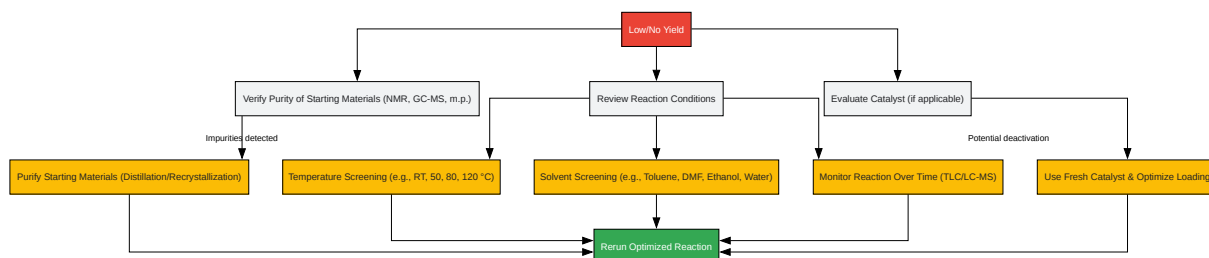 Low/No Yield
Verify Purity of Starting Materials (NMR, GC-MS, m.p.)
Review Reaction Conditions
Evaluate Catalyst (if applicable)
Impurities detected
Potential deactivation
Purify Starting Materials (Distillation/Recrystallization)
Temperature Screening (e.g., RT, 50, 80, 120 °C)
Solvent Screening (e.g., Toluene, DMF, Ethanol, Water)
Monitor Reaction Over Time (TLC/LC-MS)
Use Fresh Catalyst & Optimize Loading
Rerun Optimized Reaction